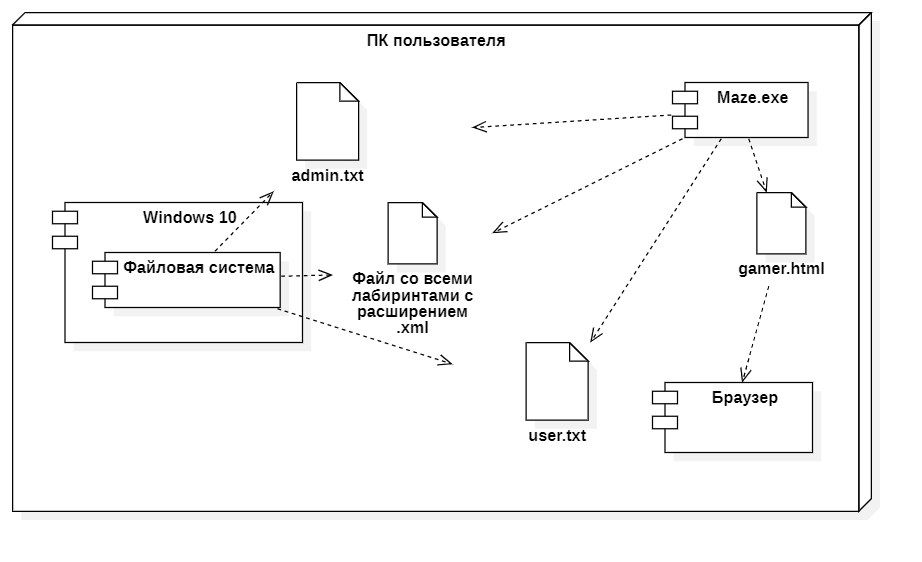 ПК пользователя
Maze.exe
admin.txt
Windows 10
Файловая система
gamer.html
Файл со всеми
лабиринтами с
расширением
.xml
Браузер
user.txt